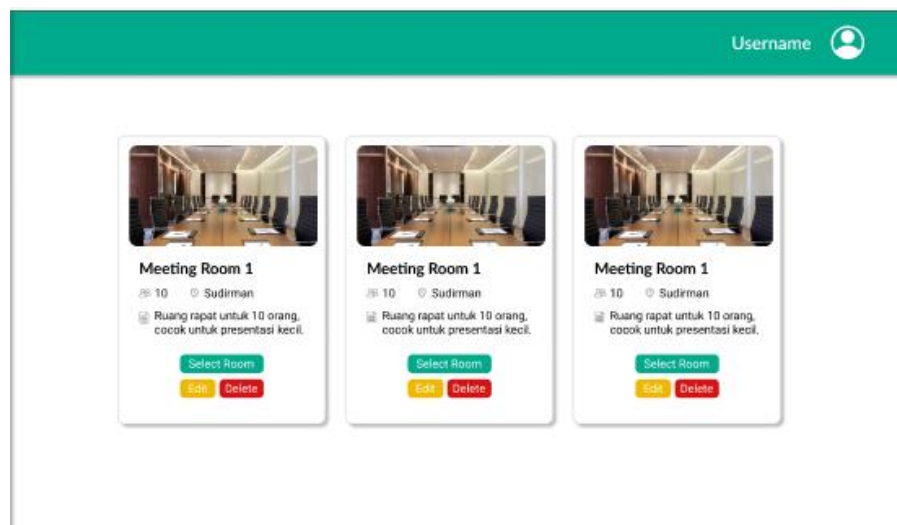 Username
Meeting Room 1
10 Sudirman
Ruang rapat untuk 10 orang,
cocok untuk presentasi kecil.
Select Room
Edit Delete
Meeting Room 1
10 Sudirman
Ruang rapat untuk 10 orang,
cocok untuk presentasi kecil.
Select Room
Edit Delete
Meeting Room 1
10 Sudirman
Ruang rapat untuk 10 orang,
cocok untuk presentasi kecil.
Select Room
Edit Delete